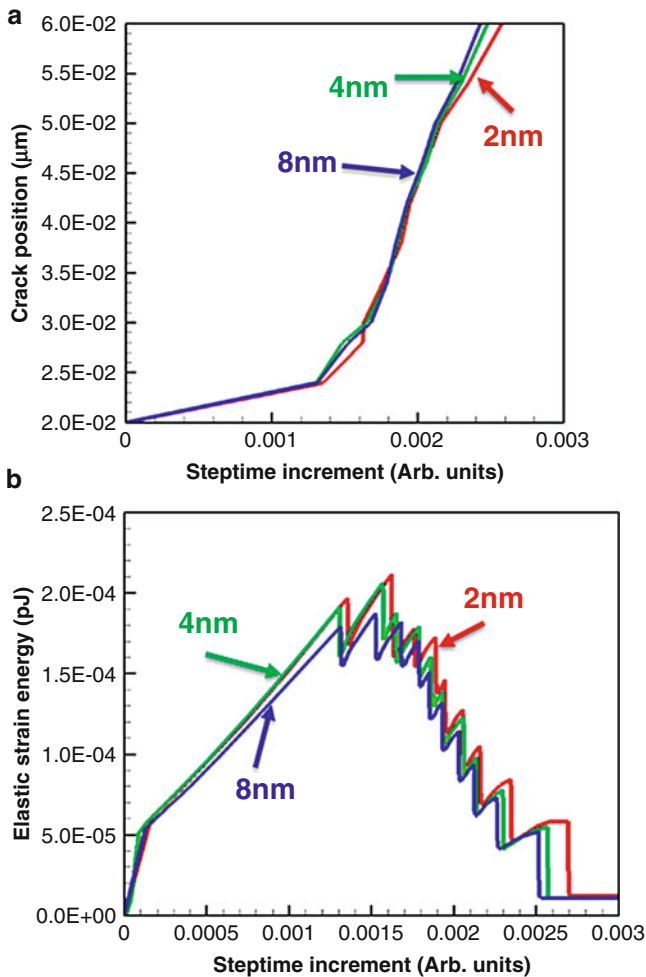 a
6.0E-02
5.5E-02
5.0E-02
4.5E-02
4.0E-02
3.5E-02
3.0E-02
2.5E-02
2.0E-02
Crack position (μm)
4nm
2nm
8nm
0
0.001
0.002
0.003
Steptime increment (Arb. units)
b
2.5E-04
2.0E-04
1.5E-04
1.0E-04
5.0E-05
0.0E+00
Elastic strain energy (pJ)
2nm
4nm
8nm
0
0.0005
0.001
0.0015
0.002
0.0025
0.003
Steptime increment (Arb. units)